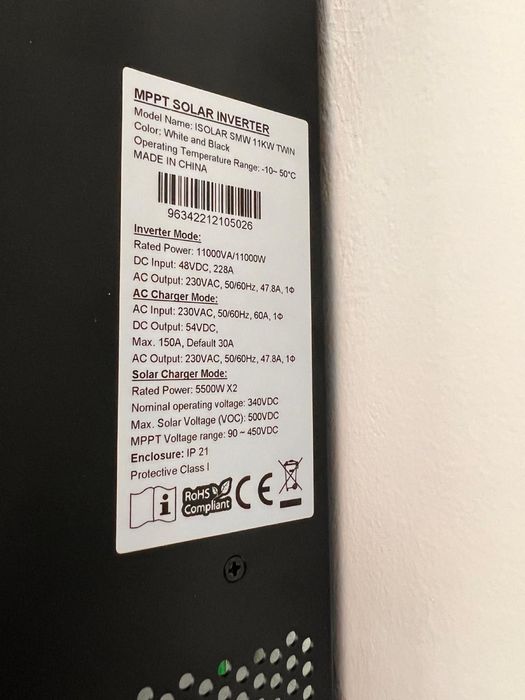 MPPT SOLAR INVERTER
Model Name: ISOLAR SMW 11KW TWIN
Color: White and Black
Operating Temperature Range: -10~ 50°C
MADE IN CHINA
96342212105026
Inverter Mode:
Rated Power: 11000VA/11000W
DC Input: 48VDC, 228A
AC Output: 230VAC, 50/60Hz, 47.8A, 1Φ
AC Charger Mode:
AC Input: 230VAC, 50/60Hz, 60A, 1Φ
DC Output: 54VDC,
Max. 150A, Default 30A
AC Output: 230VAC, 50/60Hz, 47.8A, 1Φ
Solar Charger Mode:
Rated Power: 5500W X2
Nominal operating voltage: 340VDC
Max. Solar Voltage (VOC): 500VDC
MPPT Voltage range: 90 ~ 450VDC
Enclosure: IP 21
Protective Class I
i RoHS CE
Compliant